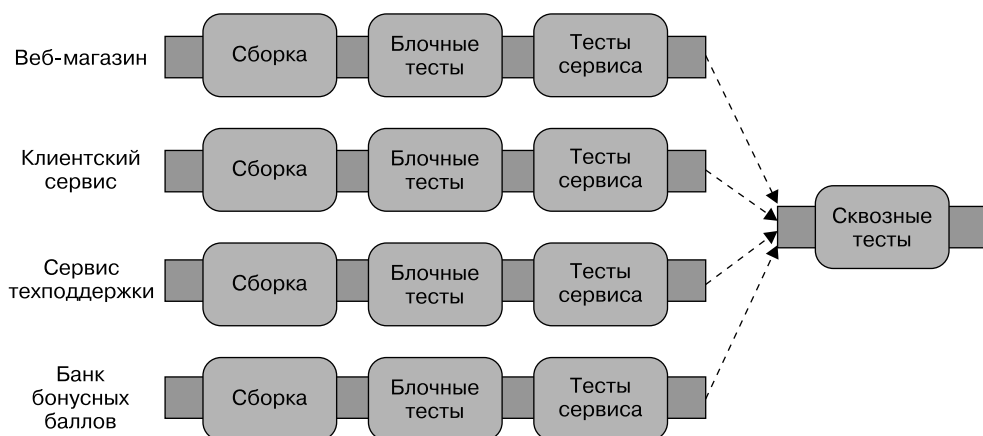 Веб-магазин
Сборка
Блочные
тесты
Тесты
сервиса
Клиентский
сервис
Сборка
Блочные
тесты
Тесты
сервиса
Сквозные
тесты
Сервис
техподдержки
Сборка
Блочные
тесты
Тесты
сервиса
Банк
бонусных
баллов
Сборка
Блочные
тесты
Тесты
сервиса